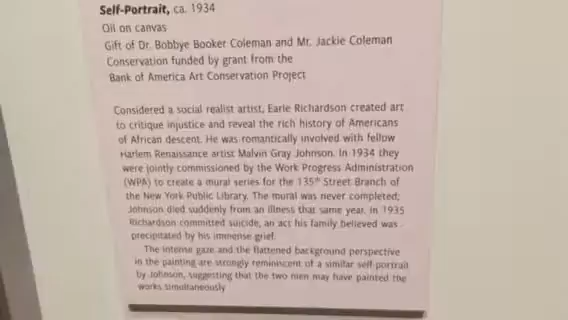 Self-Portrait, ca. 1934
Oil on canvas
Gift of Dr. Bobbye Booker Coleman and Mr. Jackie Coleman
Conservation funded by grant from the
Bank of America Art Conservation Project
Considered a social realist artist, Earle Richardson created art
to critique injustice and reveal the rich history of Americans
of African descent. He was romantically involved with fellow
Harlem Renaissance artist Malvin Gray Johnson. In 1934 they
were jointly commissioned by the Work Progress Administration
(WPA) to create a mural series for the 135th Street Branch of
the New York Public Library. The mural was never completed;
Johnson died suddenly from an illness that same year. In 1935
Richardson committed suicide, an act his family believed was
precipitated by his immense grief.
The intense gaze and the flattened background perspective
in the painting are strongly reminiscent of a similar self-portrait
by Johnson, suggesting that the two men may have painted the
works simultaneously